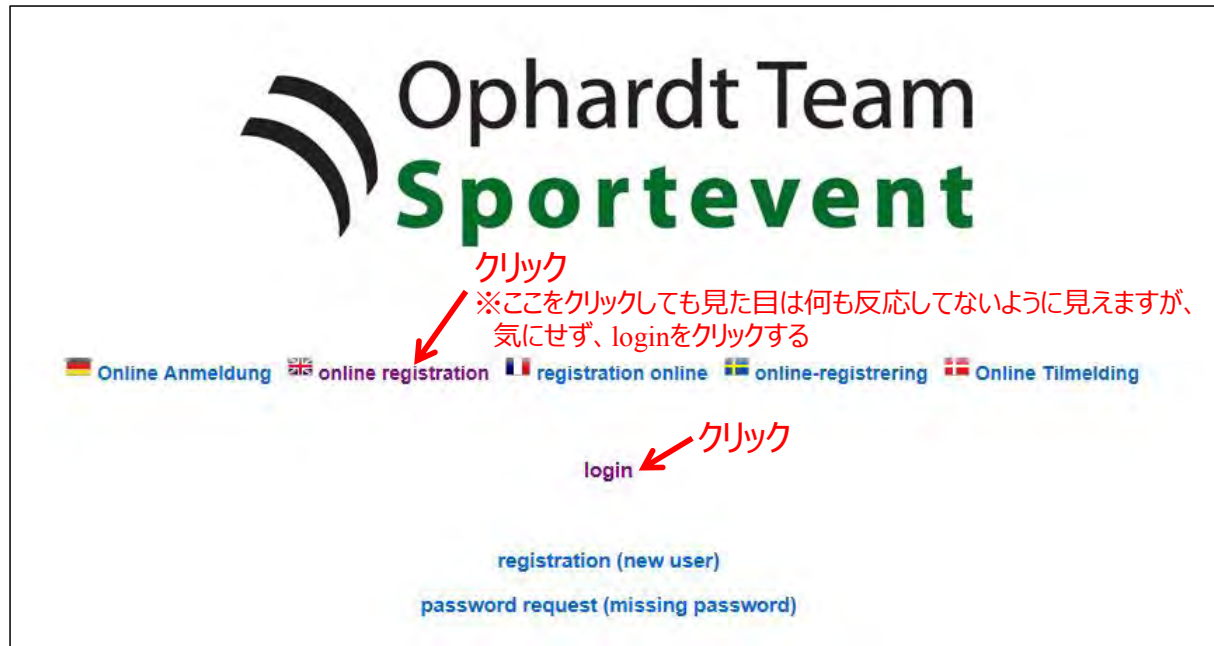 Ophardt Team
Sportevent
クリック
※ここをクリックしても見た目は何も反応してないように見えますが、
気にせず、loginをクリックする
Online Anmeldung online registration registration online online-registrering Online Tilmelding
クリック
login
registration (new user)
password request (missing password)